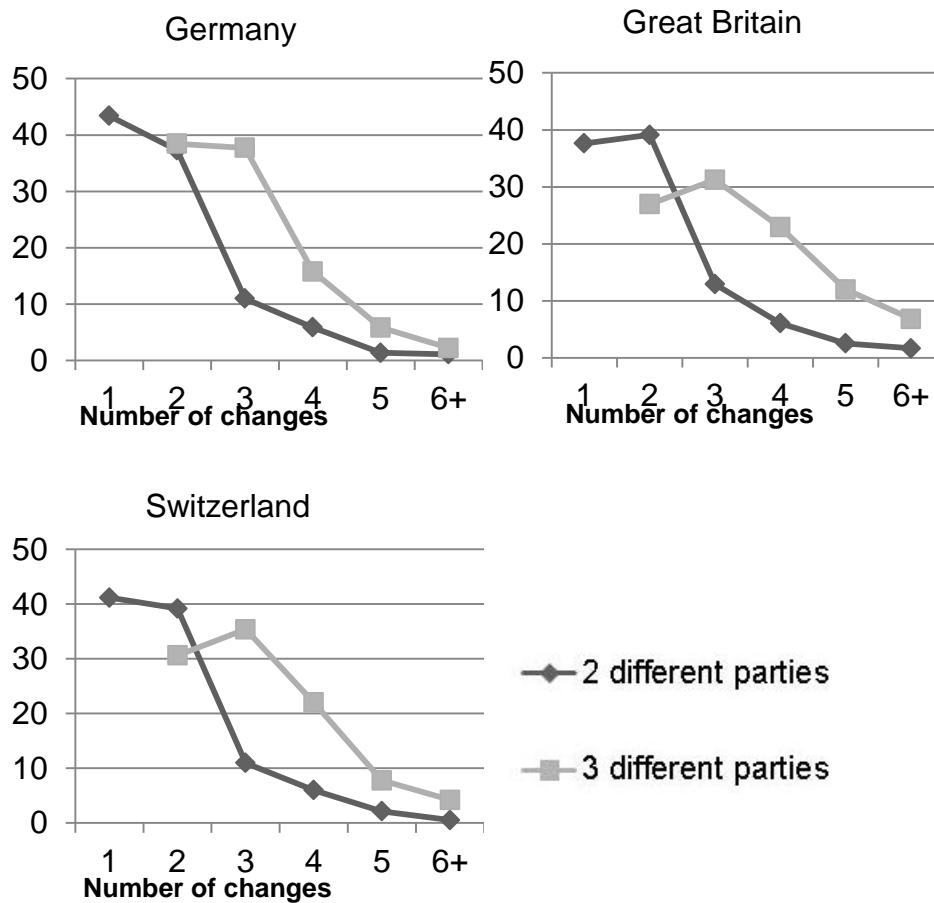 Germany
50
40
30
20
10
0
1 2 3 4 5 6+
Number of changes
Great Britain
50
40
30
20
10
0
1 2 3 4 5 6+
Number of changes
Switzerland
50
40
30
20
10
0
1 2 3 4 5 6+
Number of changes
2 different parties
3 different parties